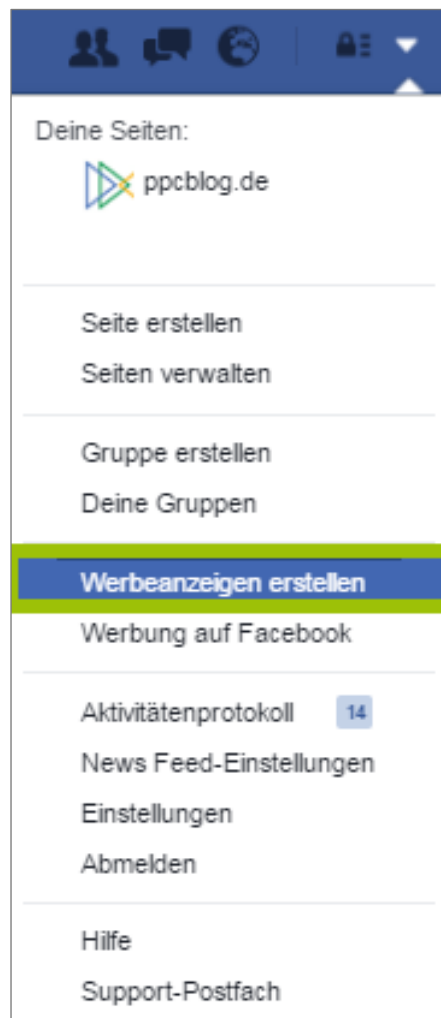 Deine Seiten:
ppcblog.de
Seite erstellen
Seiten verwalten
Gruppe erstellen
Deine Gruppen
Werbeanzeigen erstellen
Werbung auf Facebook
Aktivitätenprotokoll 14
News Feed-Einstellungen
Einstellungen
Abmelden
Hilfe
Support-Postfach